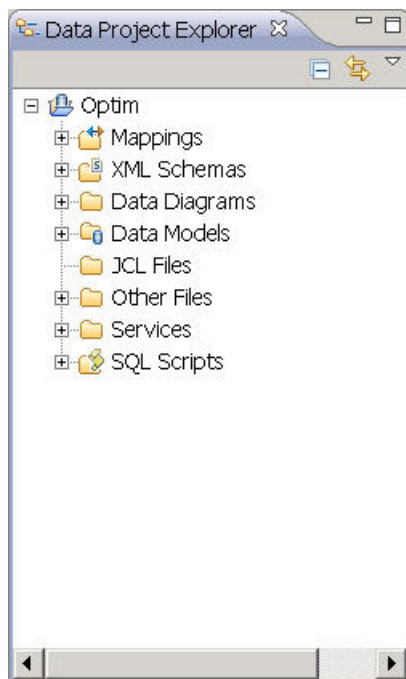 Data Project Explorer
Optim
Mappings
XML Schemas
Data Diagrams
Data Models
JCL Files
Other Files
Services
SQL Scripts